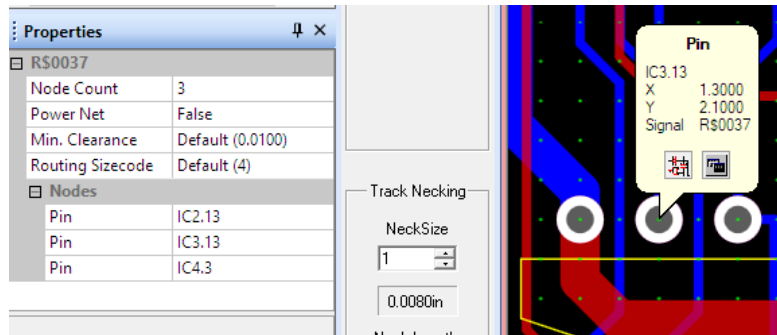 Properties
R$0037
Node Count 3
Power Net False
Min. Clearance Default (0.0100)
Routing Sizecode Default (4)
Nodes
Pin IC2.13
Pin IC3.13
Pin IC4.3
Track Necking
NeckSize
1
0.0080in
Pin
IC3.13
X 1.3000
Y 2.1000
Signal R$0037